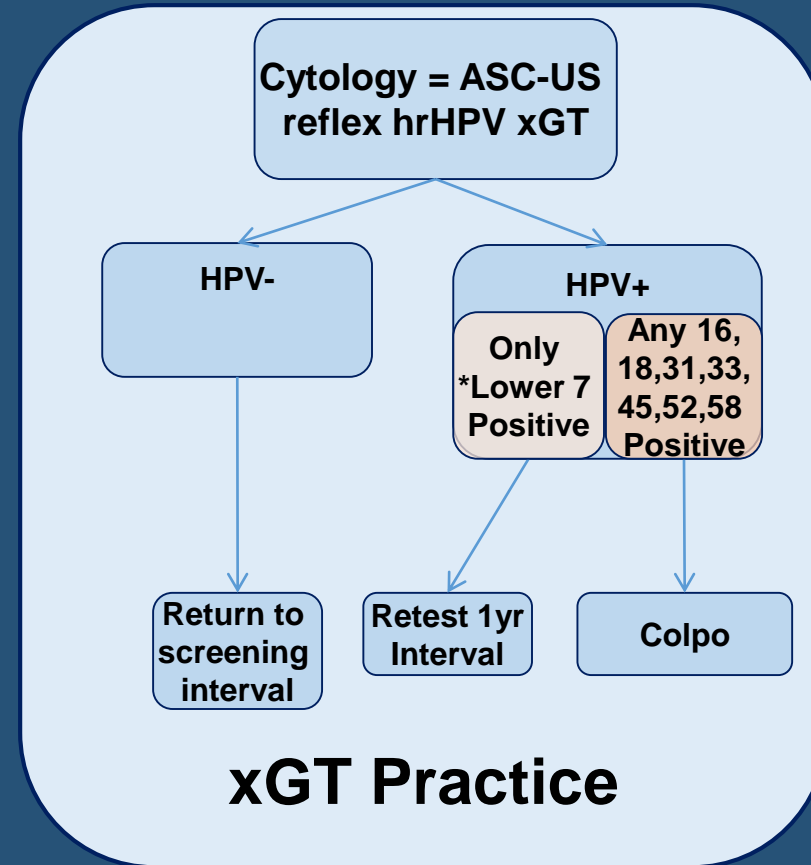 Cytology = ASC-US
reflex hrHPV xGT
HPV-
HPV+
Only
*Lower 7
Positive
Any 16,
18,31,33,
45,52,58
Positive
Return to
screening
interval
Retest 1yr
Interval
Colpo
xGT Practice